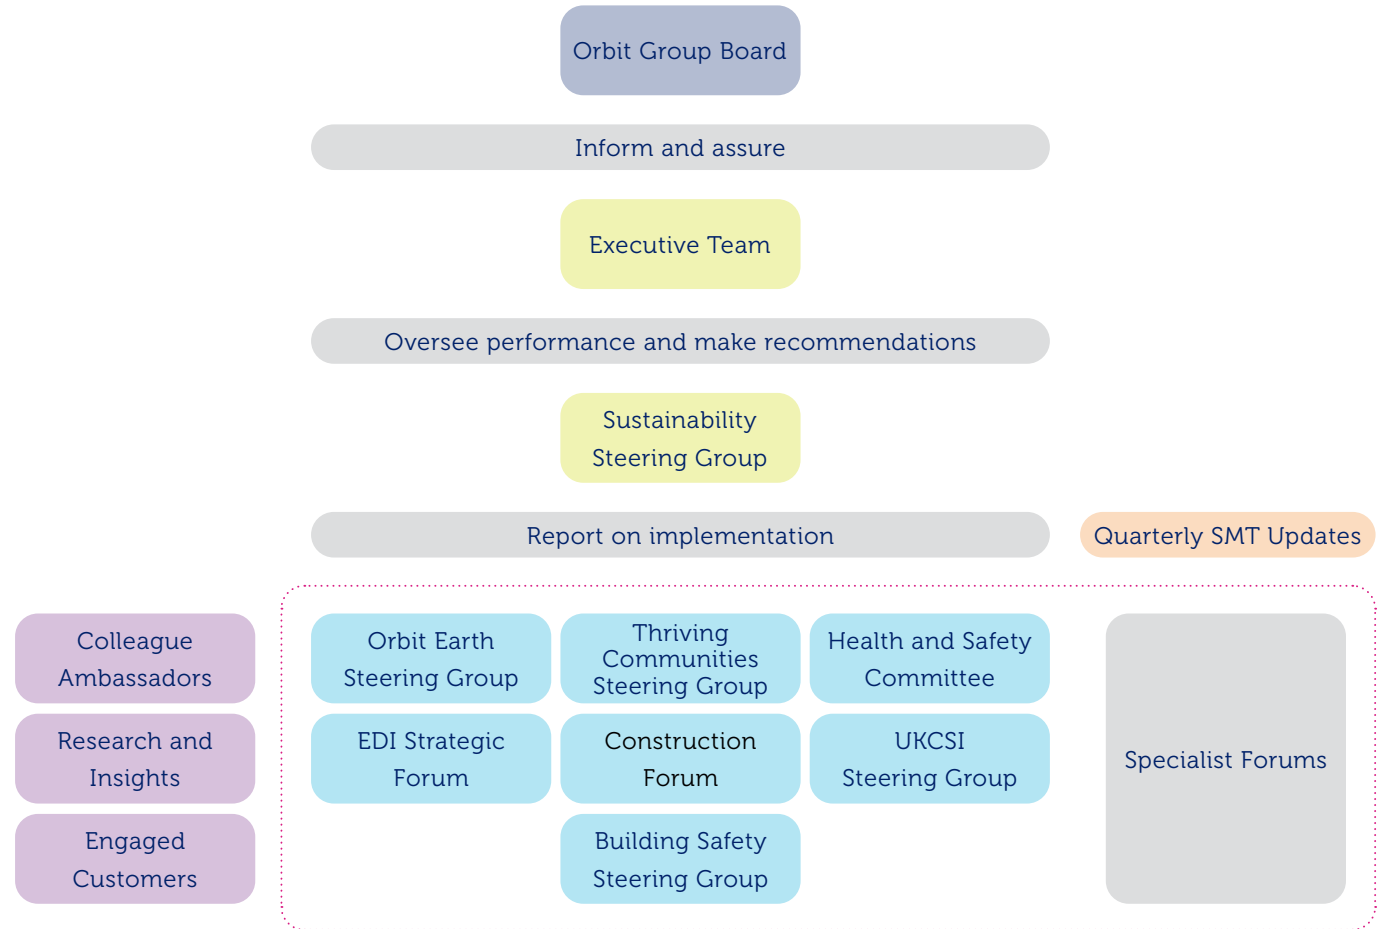 Orbit Group Board
Inform and assure
Executive Team
Oversee performance and make recommendations
Sustainability
Steering Group
Report on implementation
Quarterly SMT Updates
Colleague
Ambassadors
Orbit Earth
Steering Group
Thriving
Communities
Steering Group
Health and Safety
Committee
Research and
Insights
EDI Strategic
Forum
Construction
Forum
UKCSI
Steering Group
Specialist Forums
Engaged
Customers
Building Safety
Steering Group